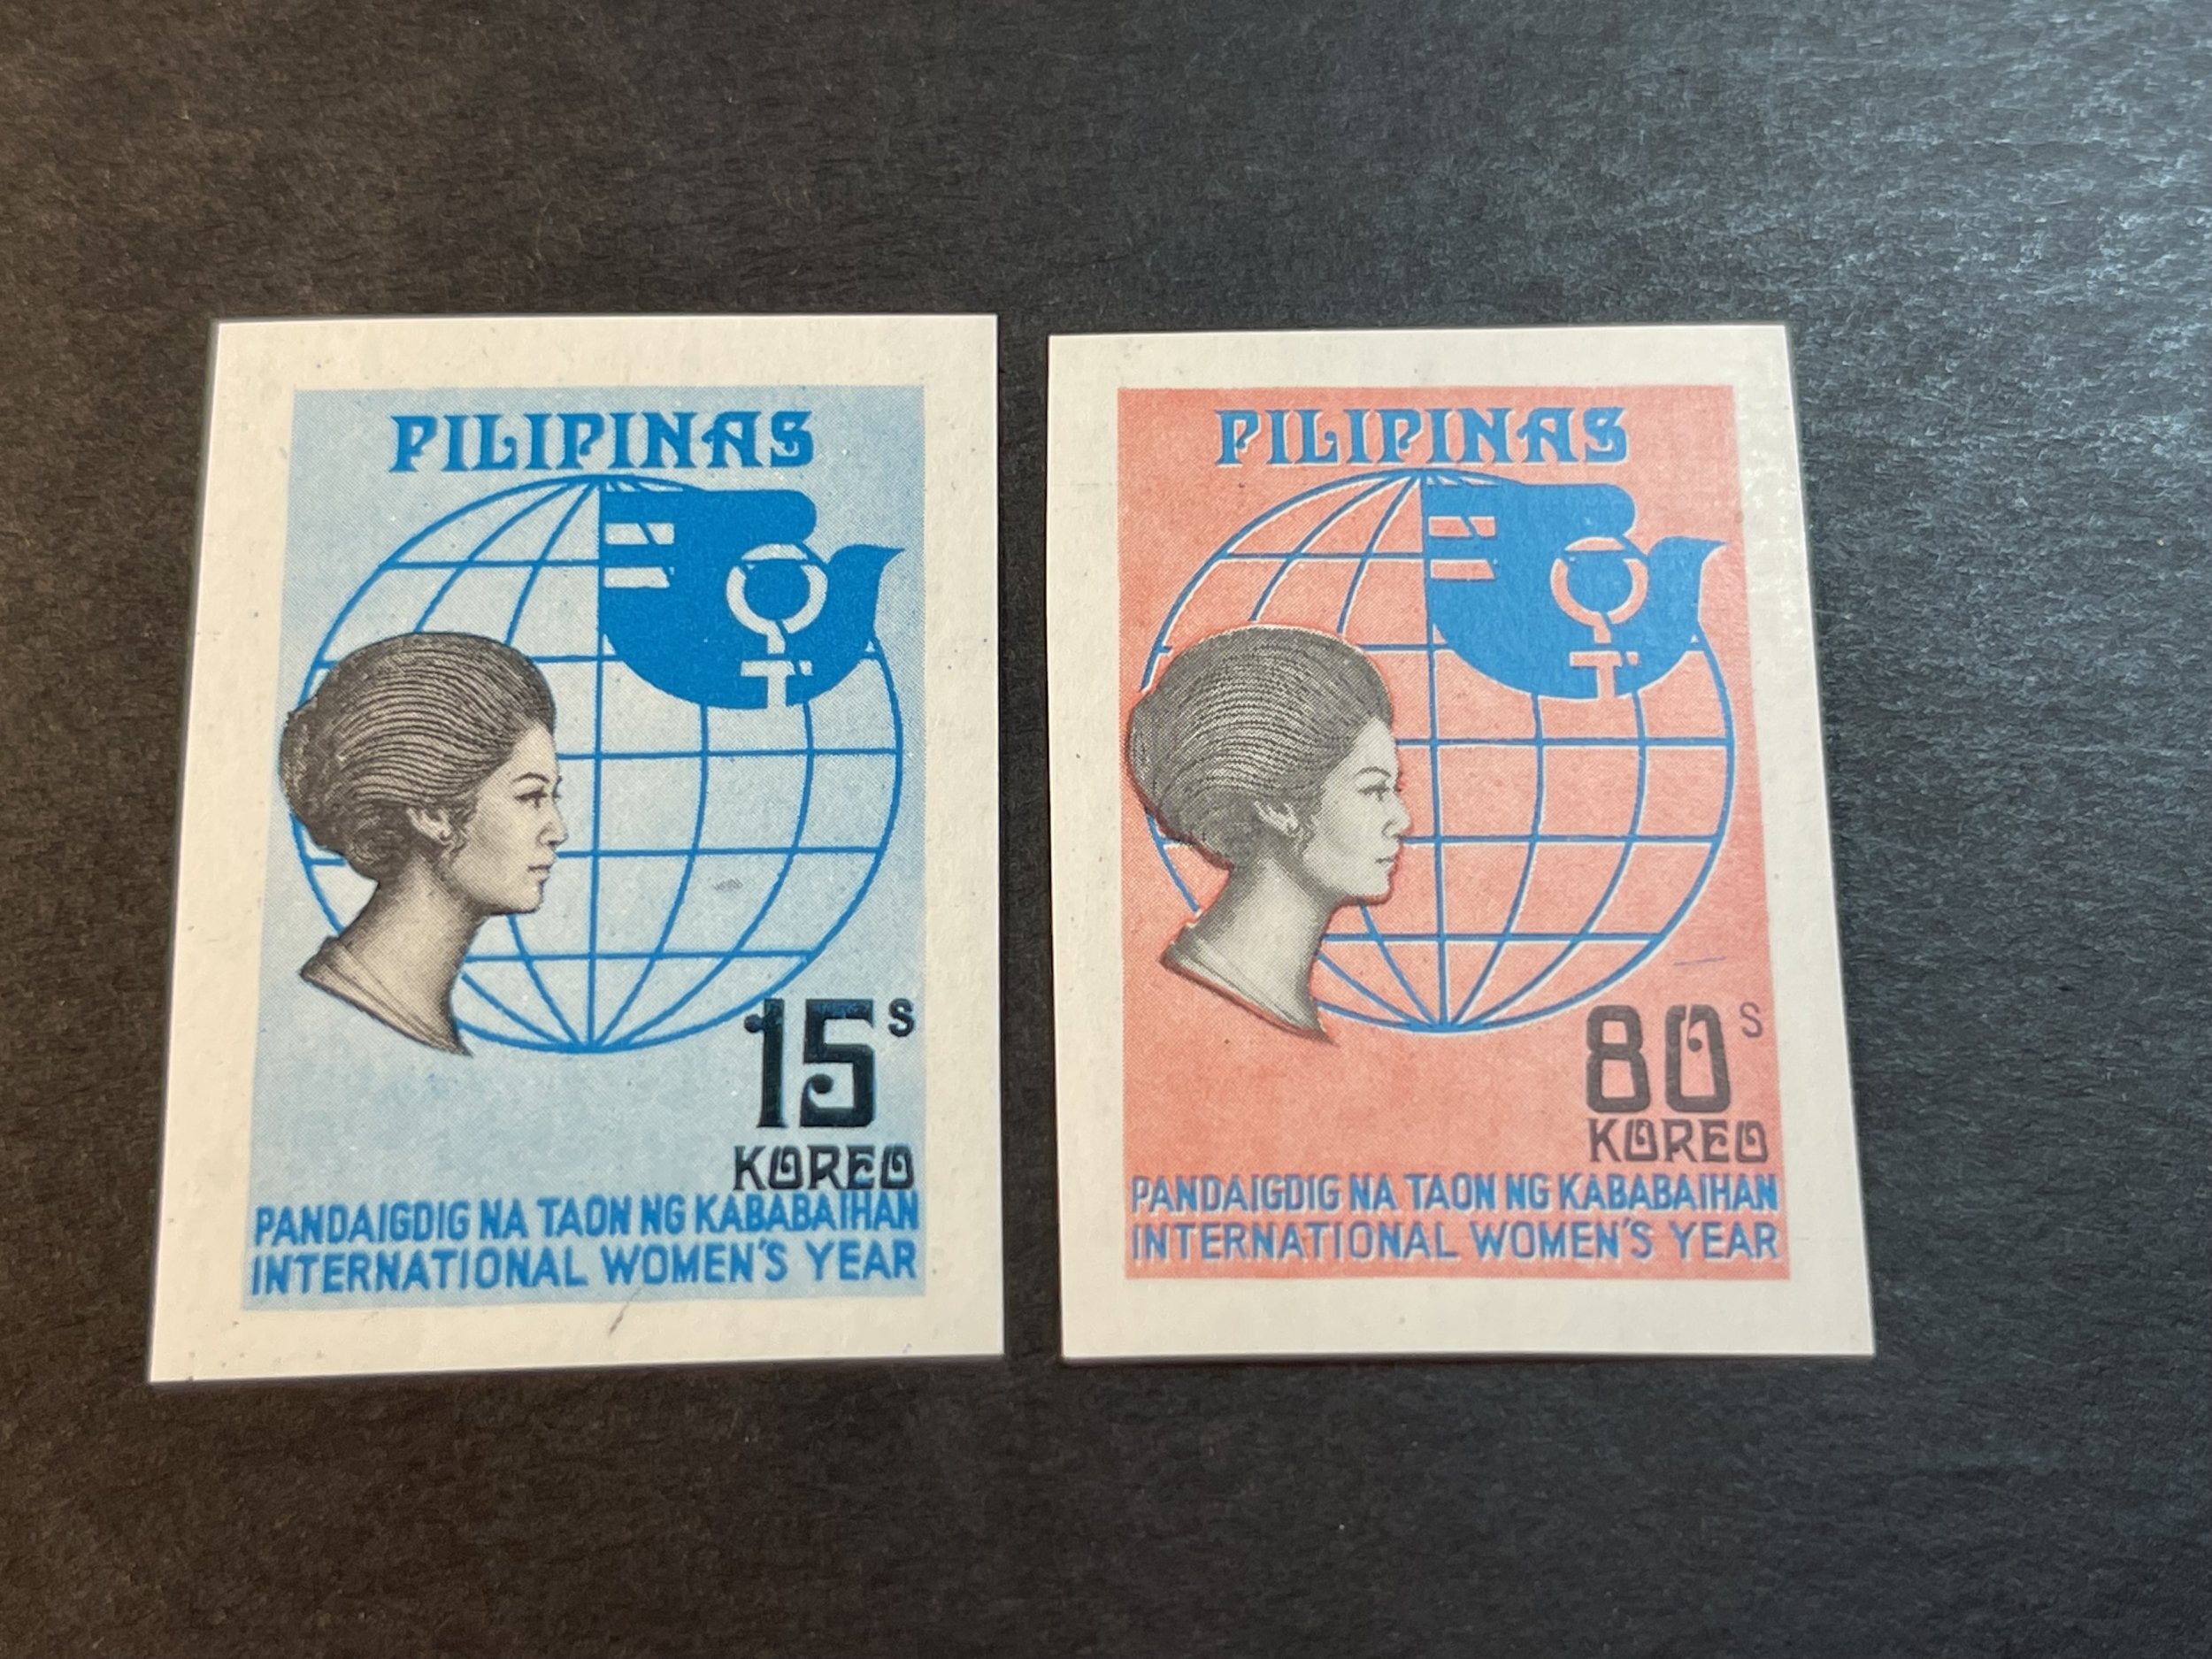 PILIPINAS
15s
KOREO
PANDAIGDIG NA TAON NG KABABAIHAN
INTERNATIONAL WOMEN'S YEAR
PILIPINAS
80s
KOREO
PANDAIGDIG NA TAON NG KABABAIHAN
INTERNATIONAL WOMEN'S YEAR